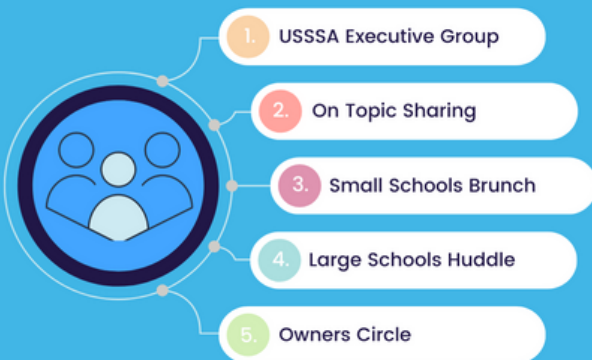 1. USSSA Executive Group
2. On Topic Sharing
3. Small Schools Brunch
4. Large Schools Huddle
5. Owners Circle